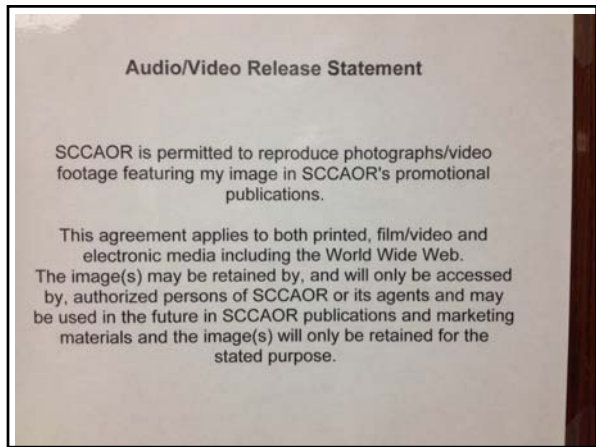 Audio/Video Release Statement
SCCAOR is permitted to reproduce photographs/video
footage featuring my image in SCCAOR's promotional
publications.
This agreement applies to both printed, film/video and
electronic media including the World Wide Web.
The image(s) may be retained by, and will only be accessed
by, authorized persons of SCCAOR or its agents and may
be used in the future in SCCAOR publications and marketing
materials and the image(s) will only be retained for the
stated purpose.